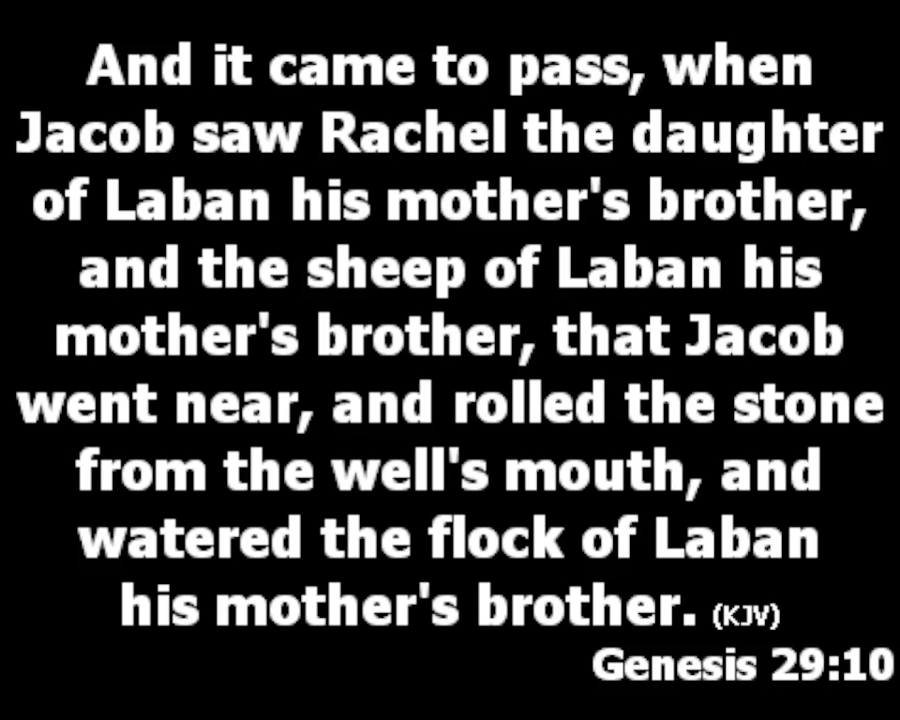 And it came to pass, when
Jacob saw Rachel the daughter
of Laban his mother's brother,
and the sheep of Laban his
mother's brother, that Jacob
went near, and rolled the stone
from the well's mouth, and
watered the flock of Laban
his mother's brother. (KJV)
Genesis 29:10